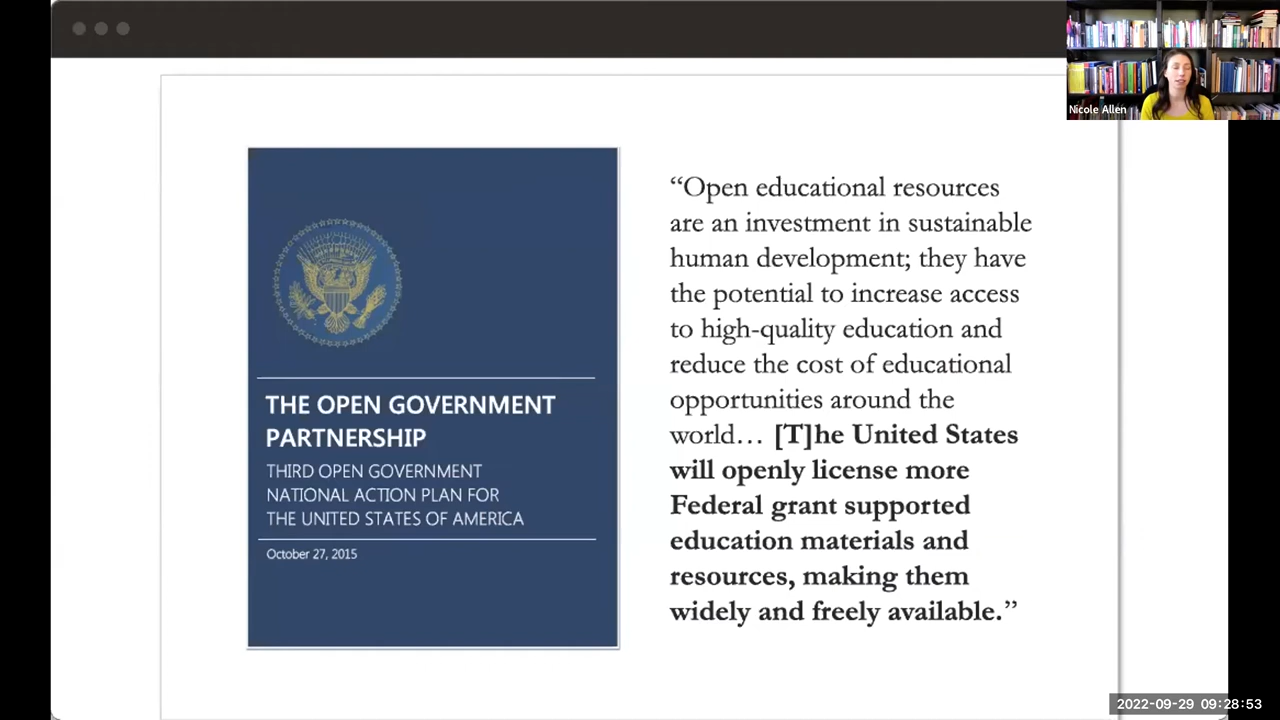 Nicole Allen
THE OPEN GOVERNMENT
PARTNERSHIP
THIRD OPEN GOVERNMENT
NATIONAL ACTION PLAN FOR
THE UNITED STATES OF AMERICA
October 27, 2015
“Open educational resources
are an investment in sustainable
human development; they have
the potential to increase access
to high-quality education and
reduce the cost of educational
opportunities around the
world… [T]he United States
will openly license more
Federal grant supported
education materials and
resources, making them
widely and freely available.”
2022-09-29 09:28:53